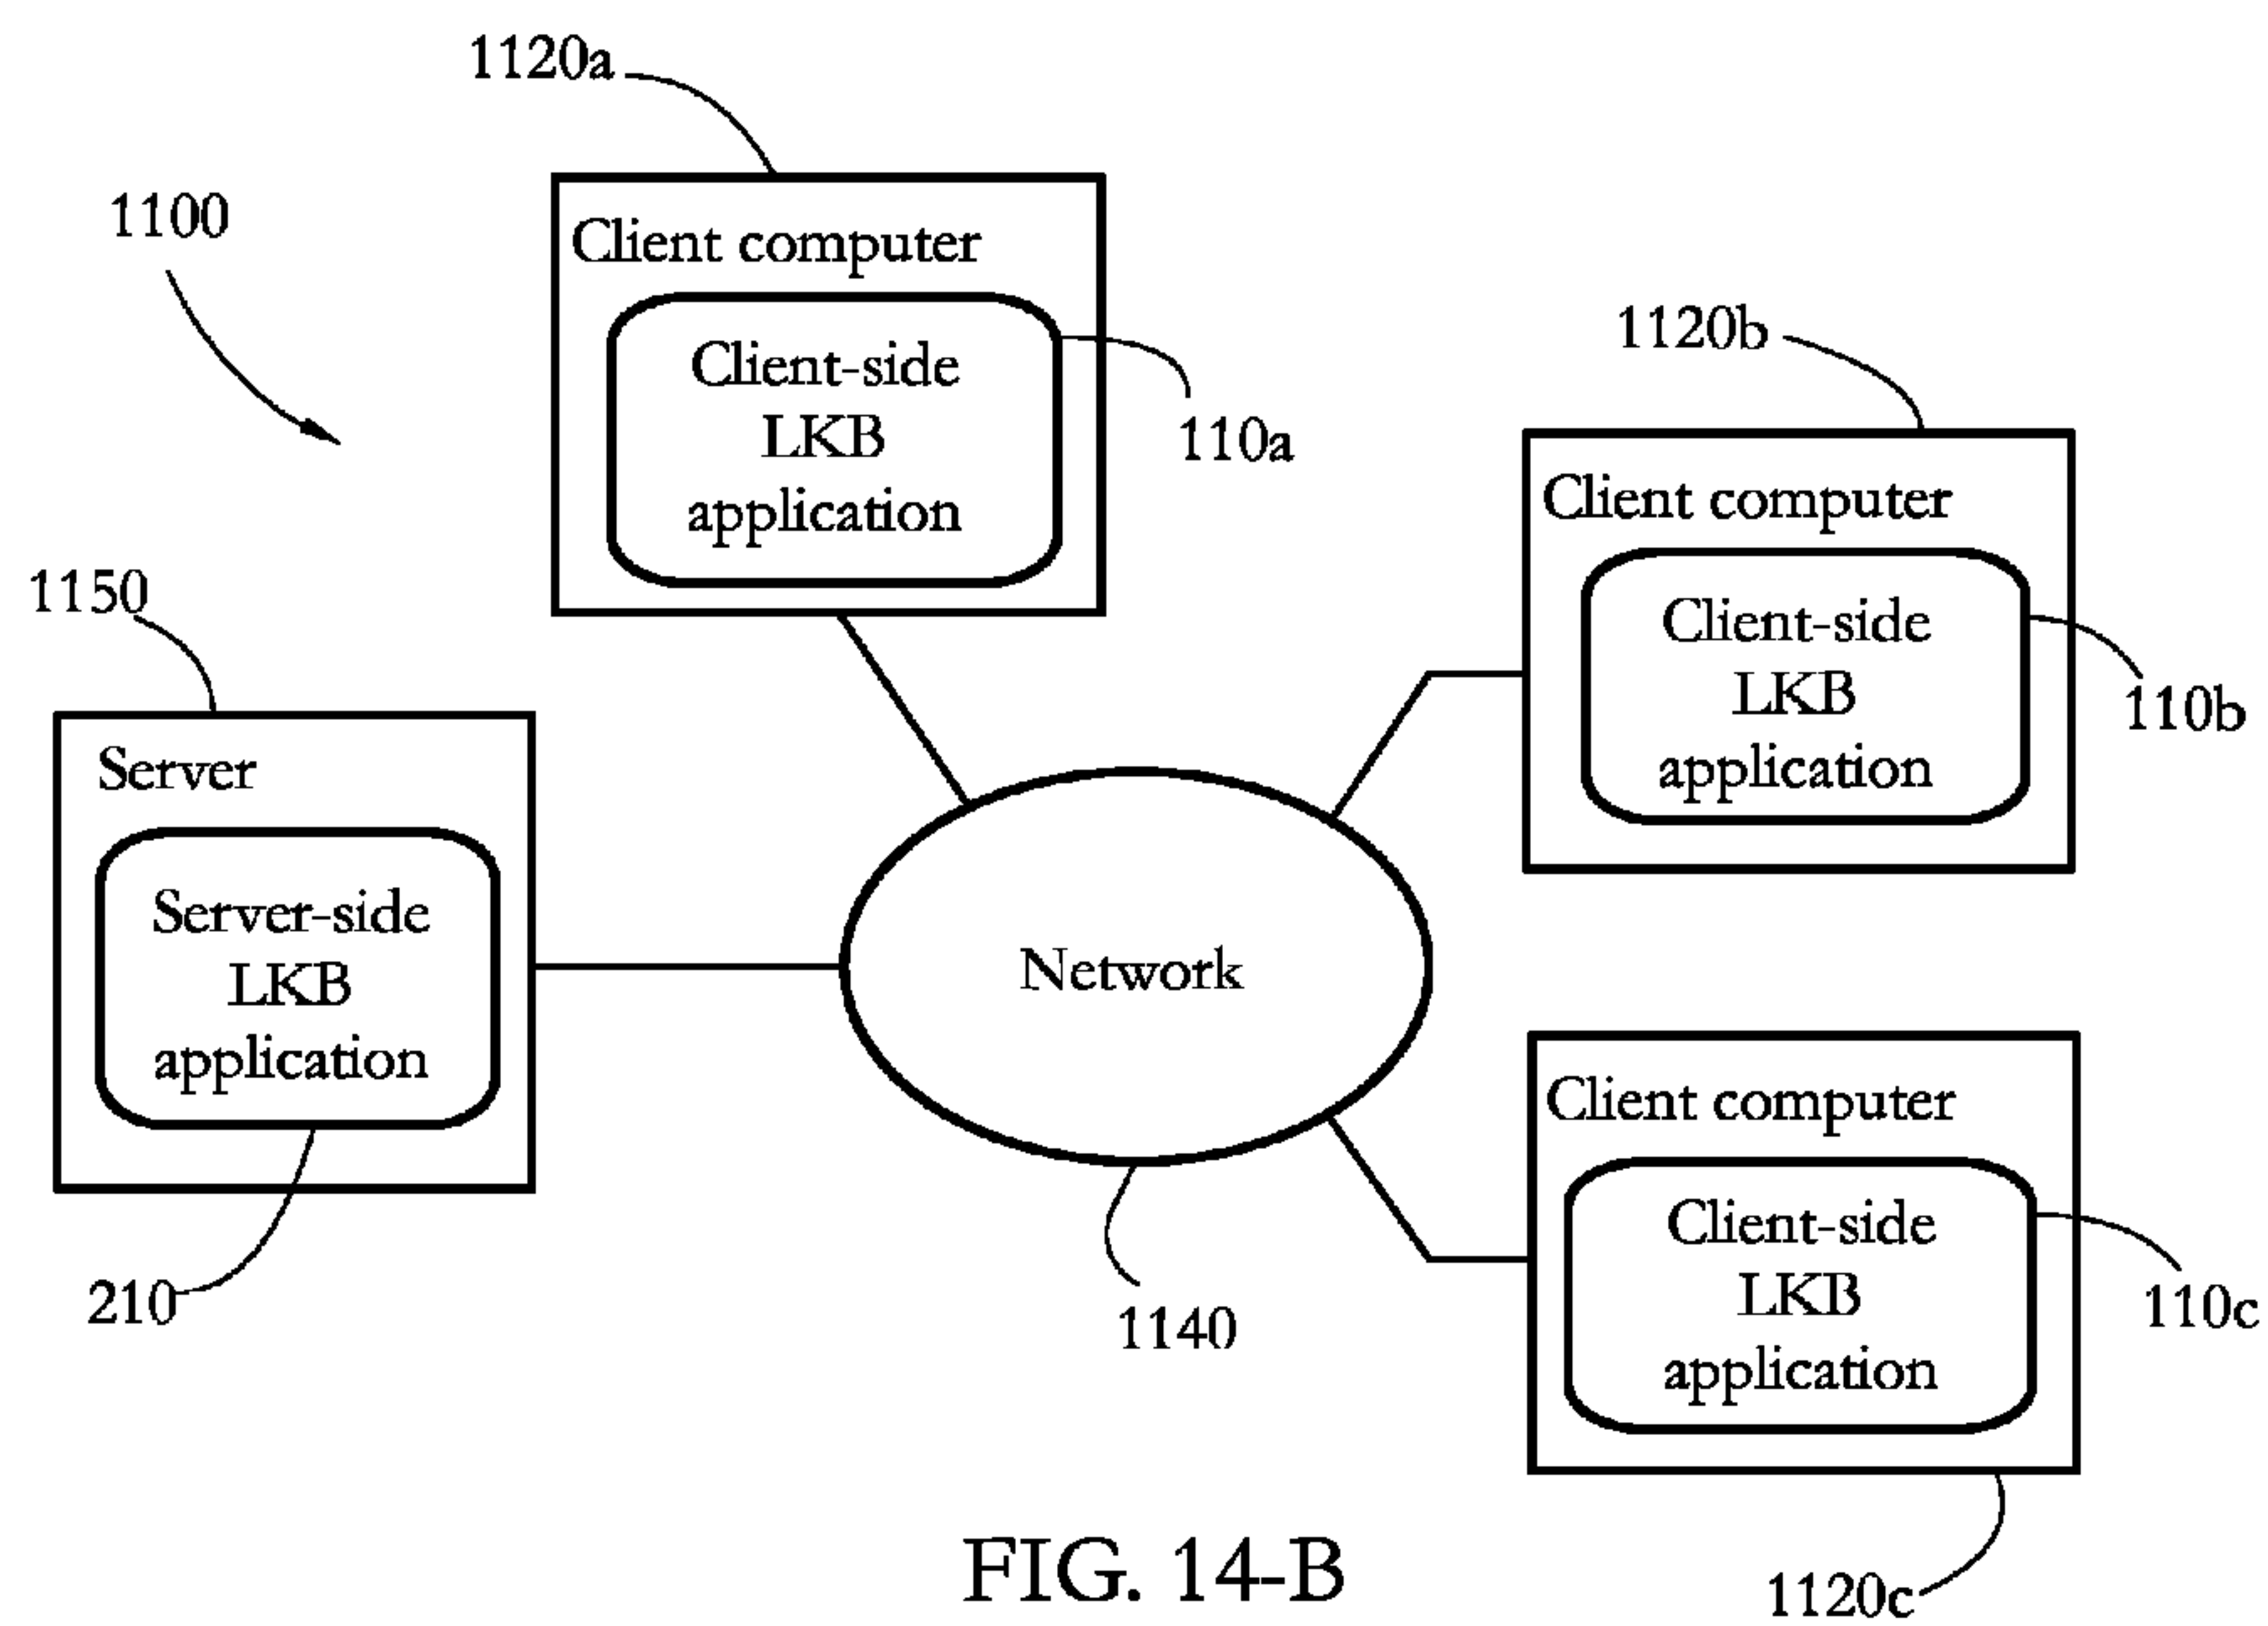 1120a
1100
Client computer
Client-side
LKB
application
110a
1120b
Client computer
Client-side
LKB
application
110b
1150
Server
Server-side
LKB
application
210
Network
1140
Client computer
Client-side
LKB
application
110c
1120c
FIG. 14-B